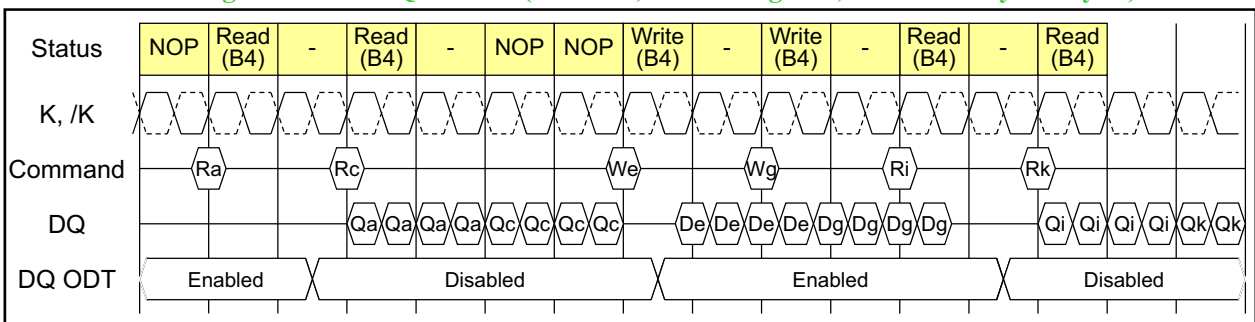 Status NOP Read (B4) - Read (B4) - NOP NOP Write (B4) - Write (B4) - Read (B4) - Read (B4)
K, /K
Command Ra Rc We Wg Ri Rk
DQ Qa Qa Qa Qa Qc Qc Qc Qc De De De De Dg Dg Dg Dg Qi Qi Qi Qi Qk Qk
DQ ODT Enabled Disabled Enabled Disabled